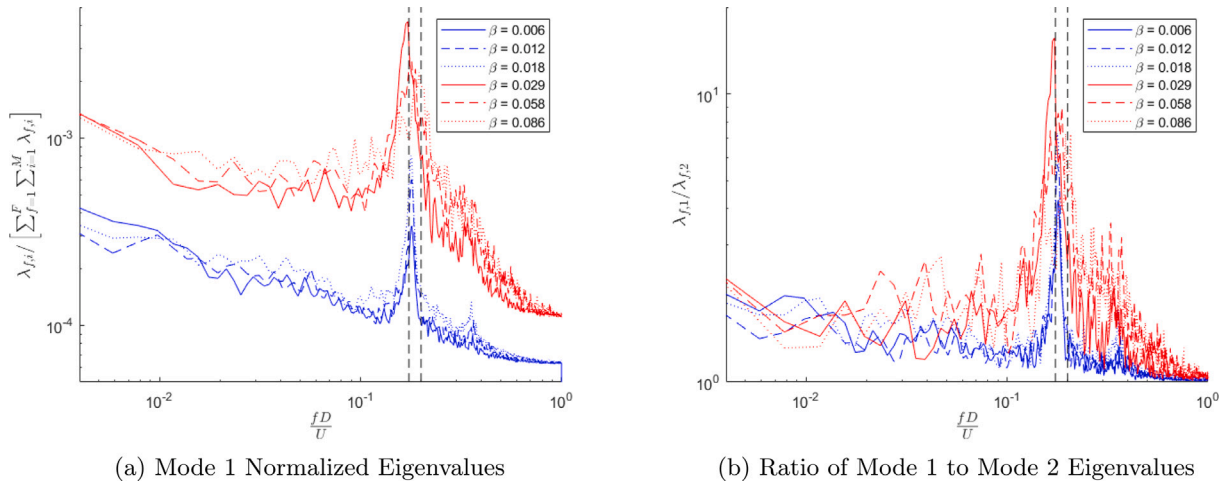 β = 0.006
β = 0.012
β = 0.018
β = 0.029
β = 0.058
β = 0.086
10^{-3}
10^{-4}
λ_{f,i}/[∑_{f=1}^{F} ∑_{i=1}^{M} λ_{f,i}]
10^{-2} 10^{-1} 10^{0}
fD/U
(a) Mode 1 Normalized Eigenvalues
β = 0.006
β = 0.012
β = 0.018
β = 0.029
β = 0.058
β = 0.086
10^{1}
10^{0}
λ_{f,1}/λ_{f,2}
10^{-2} 10^{-1} 10^{0}
fD/U
(b) Ratio of Mode 1 to Mode 2 Eigenvalues